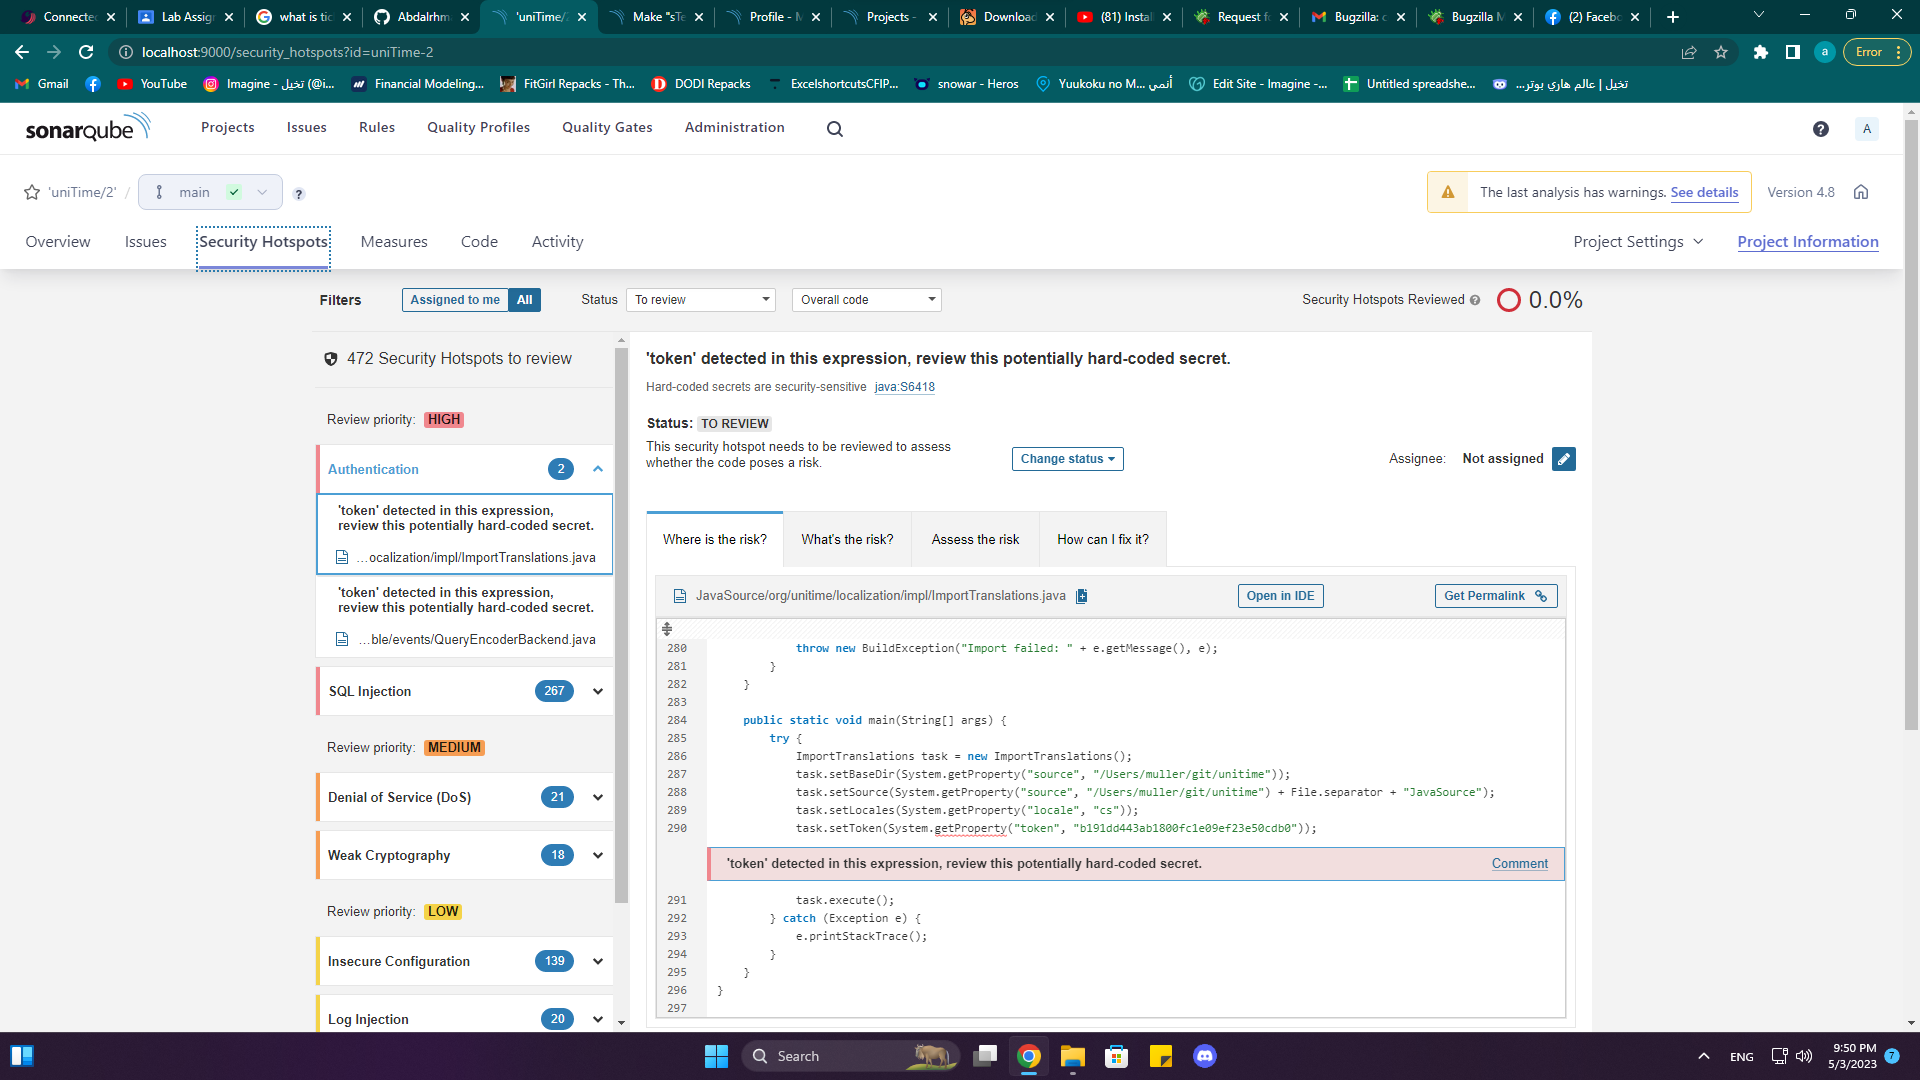 Connected
Lab Assig
what is tic
Abdalrhm
'uniTime/2
Make "sTe
Profile - M
Projects -
Download
(81) Instal
Request fo
Bugzilla: c
Bugzilla M
(2) Facebo
localhost:9000/security_hotspots?id=uniTime-2
a
Error
Gmail
YouTube
Imagine - تخيل (@i...
Financial Modeling...
FitGirl Repacks - Th...
DODI Repacks
ExcelshortcutsCFIP...
snowar - Heros
Yuukoku no M... أنمي
Edit Site - Imagine -...
Untitled spreadshe...
تخيل | عالم هاري بوتر...
sonarqube
Projects
Issues
Rules
Quality Profiles
Quality Gates
Administration
?
A
'uniTime/2' /
main
?
The last analysis has warnings. See details
Version 4.8
Overview
Issues
Security Hotspots
Measures
Code
Activity
Project Settings
Project Information
Filters
Assigned to me
All
Status
To review
Overall code
Security Hotspots Reviewed
?
0.0%
472 Security Hotspots to review
Review priority: HIGH
Authentication
2
'token' detected in this expression,
review this potentially hard-coded secret.
...ocalization/impl/ImportTranslations.java
'token' detected in this expression,
review this potentially hard-coded secret.
...ble/events/QueryEncoderBackend.java
SQL Injection
267
Review priority: MEDIUM
Denial of Service (DoS)
21
Weak Cryptography
18
Review priority: LOW
Insecure Configuration
139
Log Injection
20
'token' detected in this expression, review this potentially hard-coded secret.
Hard-coded secrets are security-sensitive java:S6418
Status: TO REVIEW
This security hotspot needs to be reviewed to assess
whether the code poses a risk.
Change status
Assignee: Not assigned
Where is the risk?
What's the risk?
Assess the risk
How can I fix it?
JavaSource/org/unitime/localization/impl/ImportTranslations.java
Open in IDE
Get Permalink
280 throw new BuildException("Import failed: " + e.getMessage(), e);
281 }
282 }
283
284 public static void main(String[] args) {
285 try {
286 ImportTranslations task = new ImportTranslations();
287 task.setBaseDir(System.getProperty("source", "/Users/muller/git/unitime"));
288 task.setSource(System.getProperty("source", "/Users/muller/git/unitime") + File.separator + "JavaSource");
289 task.setLocales(System.getProperty("locale", "cs"));
290 task.setToken(System.getProperty("token", "b191dd443ab1800fc1e09ef23e50cdb0"));
'token' detected in this expression, review this potentially hard-coded secret.
Comment
291 task.execute();
292 } catch (Exception e) {
293 e.printStackTrace();
294 }
295 }
296 }
297
Search
ENG
9:50 PM
5/3/2023
7